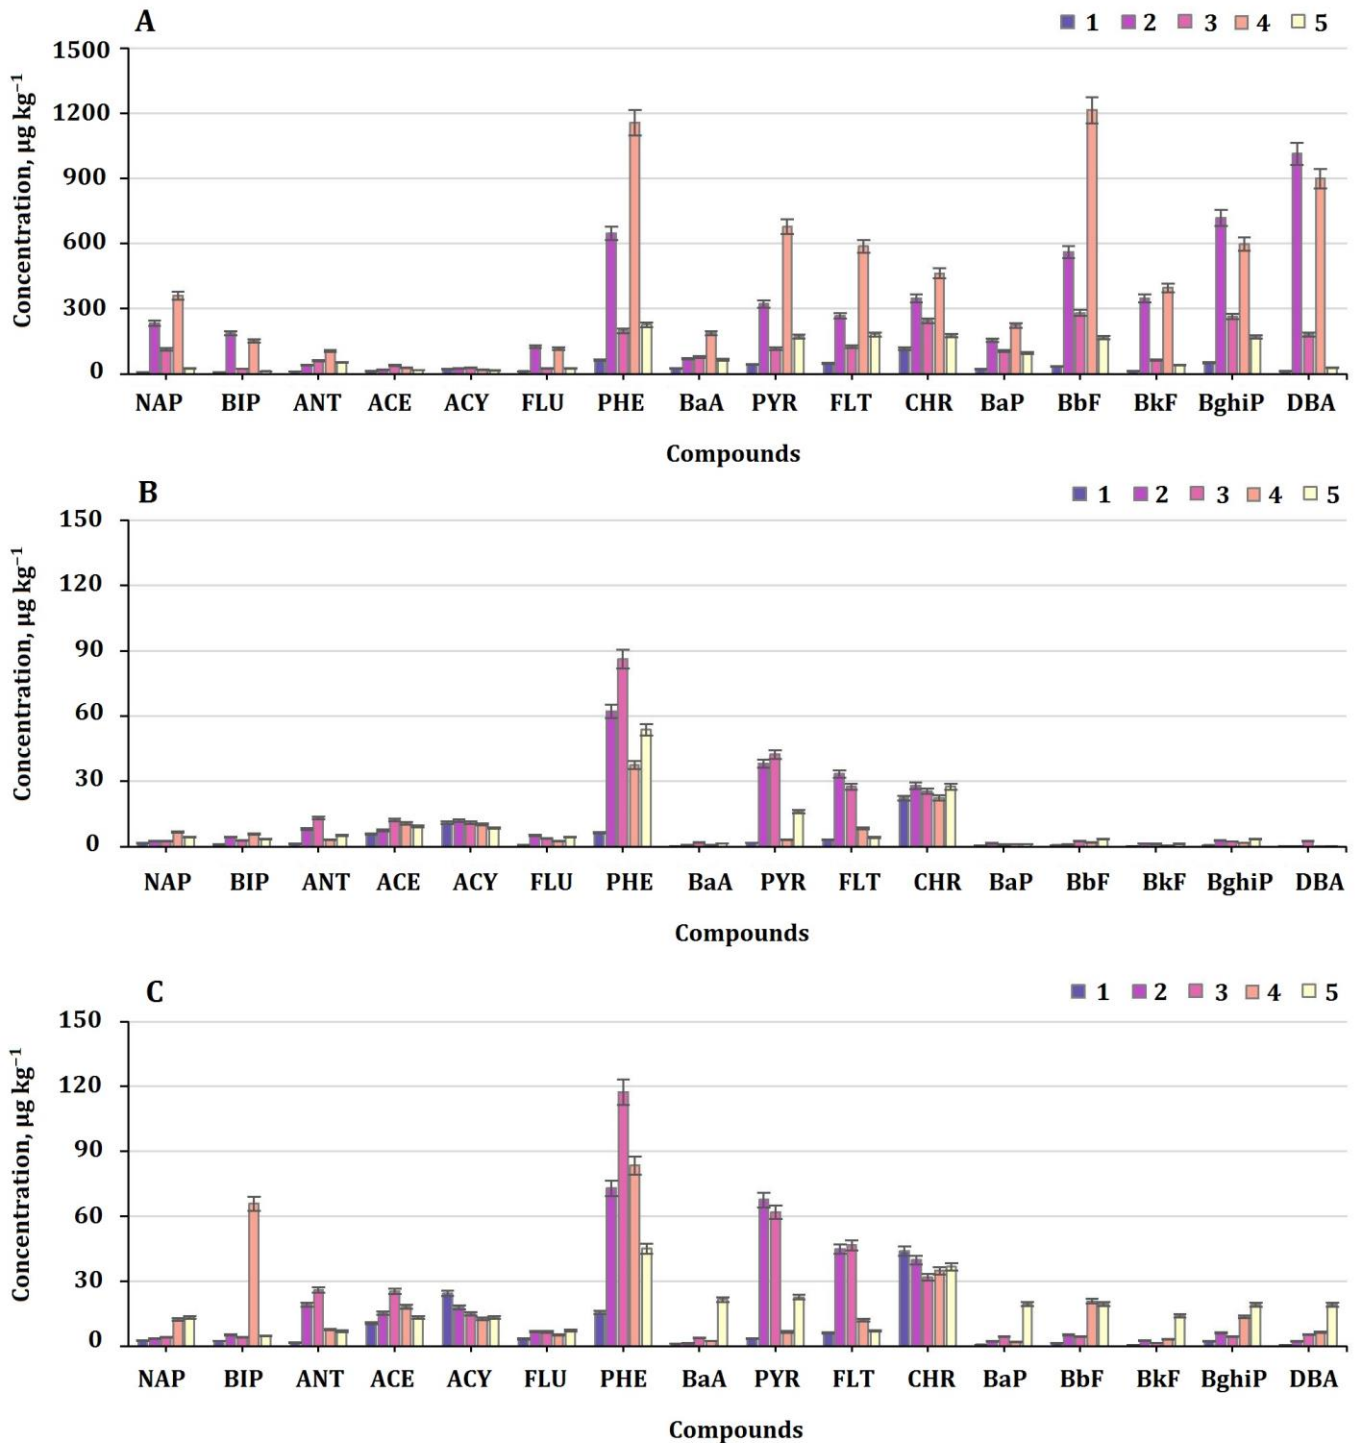 A
1 2 3 4 5
1500
1200
900
600
300
0
Concentration, μg kg⁻¹
NAP BIP ANT ACE ACY FLU PHE BaA PYR FLT CHR BaP BbF BkF BghiP DBA
Compounds
B
1 2 3 4 5
150
120
90
60
30
0
Concentration, μg kg⁻¹
NAP BIP ANT ACE ACY FLU PHE BaA PYR FLT CHR BaP BbF BkF BghiP DBA
Compounds
C
1 2 3 4 5
150
120
90
60
30
0
Concentration, μg kg⁻¹
NAP BIP ANT ACE ACY FLU PHE BaA PYR FLT CHR BaP BbF BkF BghiP DBA
Compounds